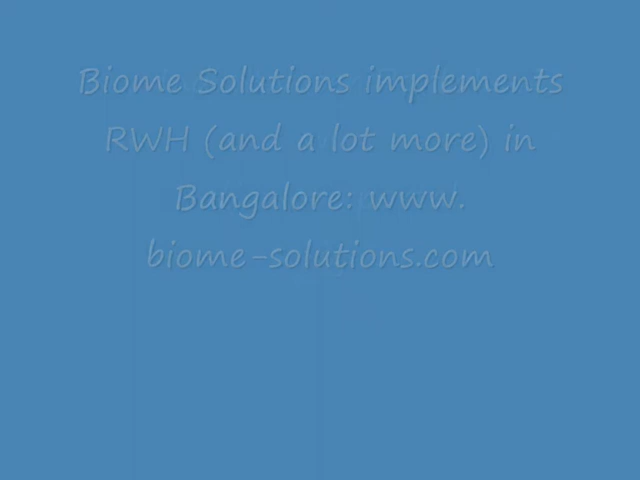 Biome Solutions implements
RWH (and a lot more) in
Bangalore: www.
biome-solutions.com